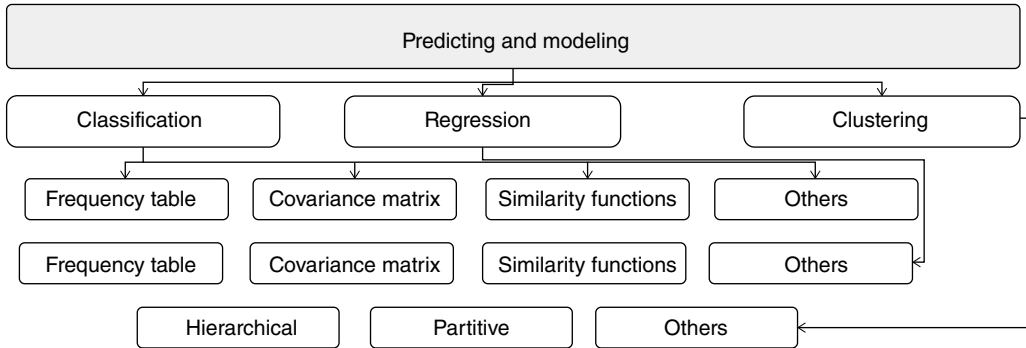 Predicting and modeling
Classification
Regression
Clustering
Frequency table
Covariance matrix
Similarity functions
Others
Frequency table
Covariance matrix
Similarity functions
Others
Hierarchical
Partitive
Others